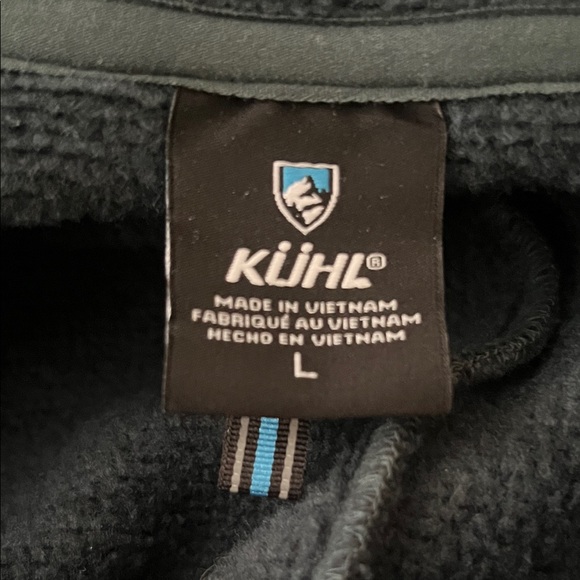 KÜHL®
MADE IN VIETNAM
FABRIQUÉ AU VIETNAM
HECHO EN VIETNAM
L